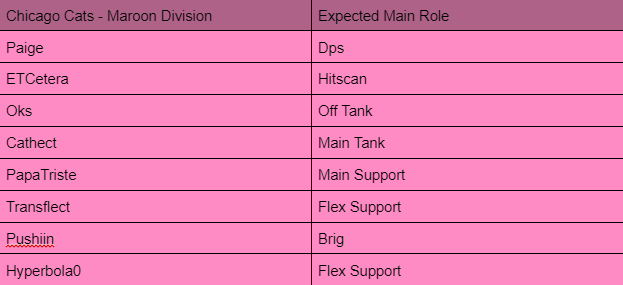 Chicago Cats - Maroon Division Expected Main Role
Paige Dps
ETCetera Hitscan
Oks Off Tank
Cathect Main Tank
PapaTriste Main Support
Transflect Flex Support
Pushiin Brig
Hyperbola0 Flex Support